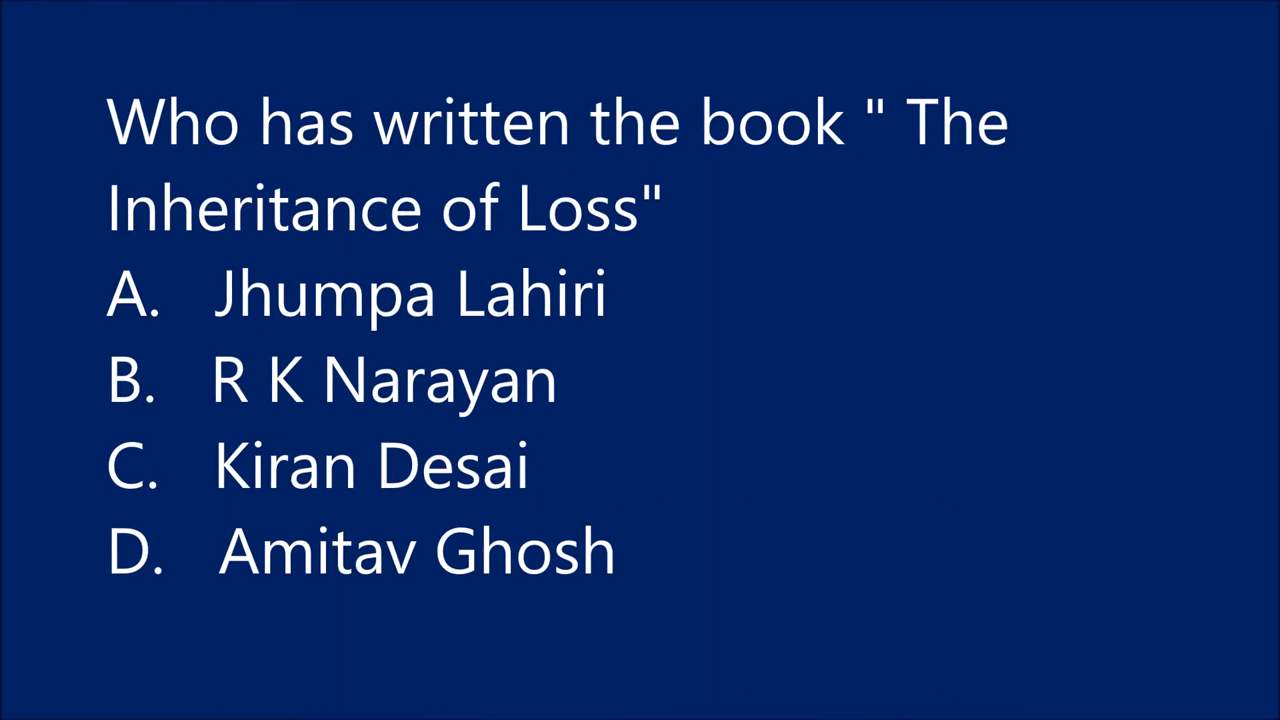 Who has written the book " The
Inheritance of Loss"
A. Jhumpa Lahiri
B. R K Narayan
C. Kiran Desai
D. Amitav Ghosh